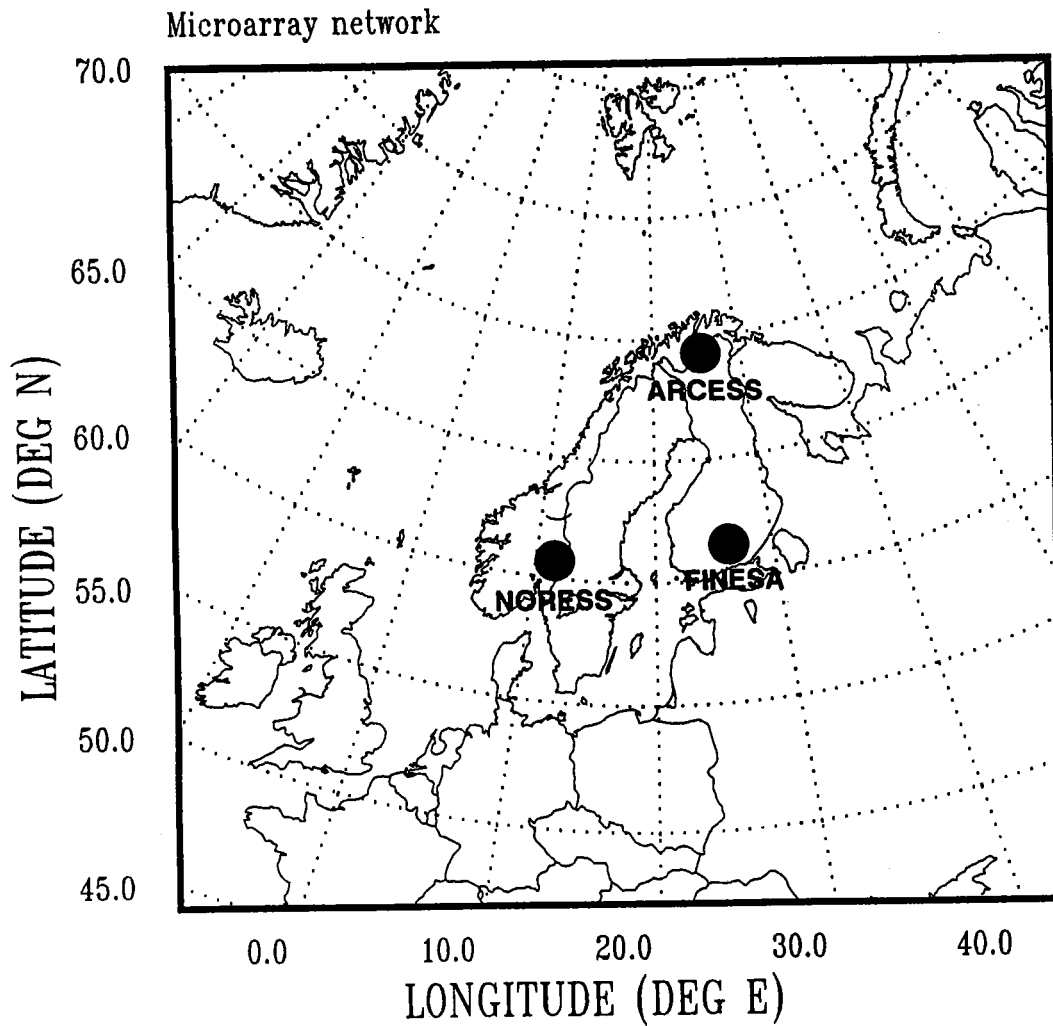 Microarray network
70.0
65.0
60.0
55.0
50.0
45.0
LATITUDE (DEG N)
ARCESS
NORESS
FINESA
0.0
10.0
20.0
30.0
40.0
LONGITUDE (DEG E)